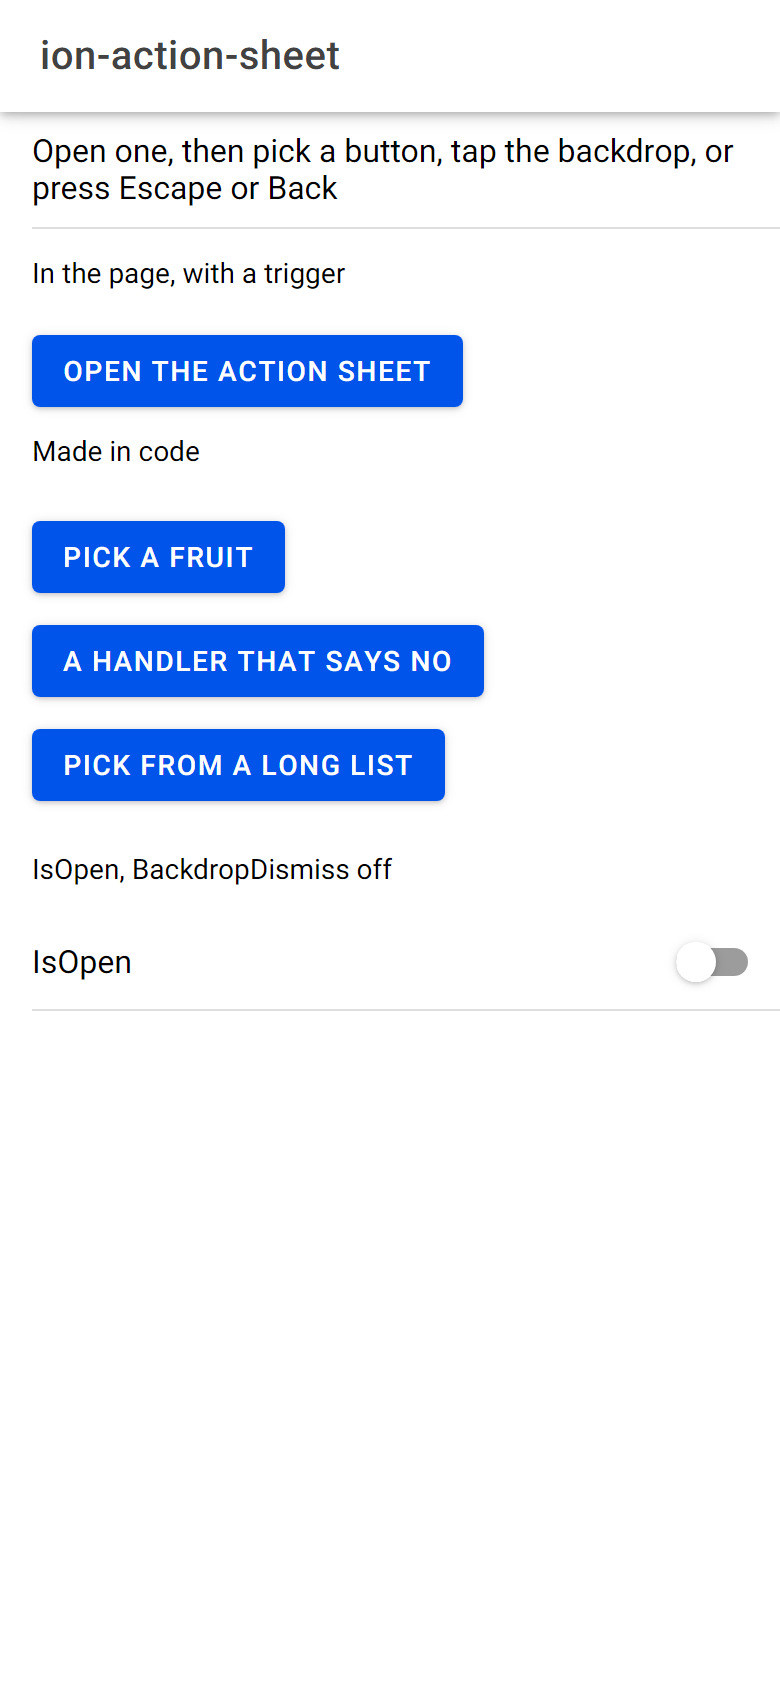 ion-action-sheet
Open one, then pick a button, tap the backdrop, or
press Escape or Back
In the page, with a trigger
OPEN THE ACTION SHEET
Made in code
PICK A FRUIT
A HANDLER THAT SAYS NO
PICK FROM A LONG LIST
IsOpen, BackdropDismiss off
IsOpen